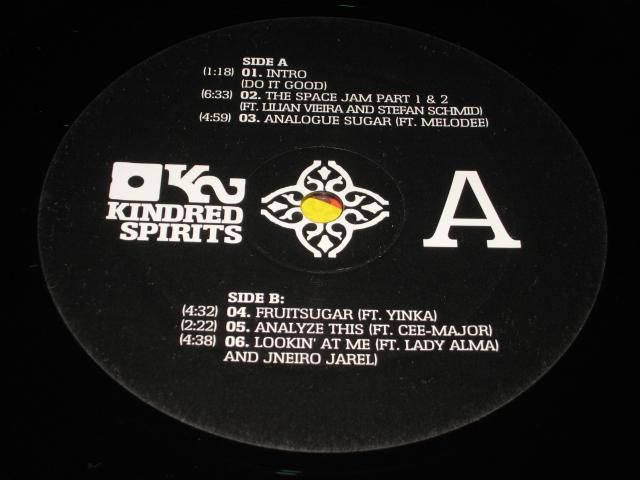 SIDE A
(1:18) 01. INTRO
(DO IT GOOD)
(6:33) 02. THE SPACE JAM PART 1 & 2
(FT. LILIAN VIEIRA AND STEFAN SCHMID)
(4:59) 03. ANALOGUE SUGAR (FT. MELODEE)
KINDRED
SPIRITS
A
SIDE B:
(4:32) 04. FRUITSUGAR (FT. YINKA)
(2:22) 05. ANALYZE THIS (FT. CEE-MAJOR)
(4:38) 06. LOOKIN' AT ME (FT. LADY ALMA)
AND JNEIRO JAREL)